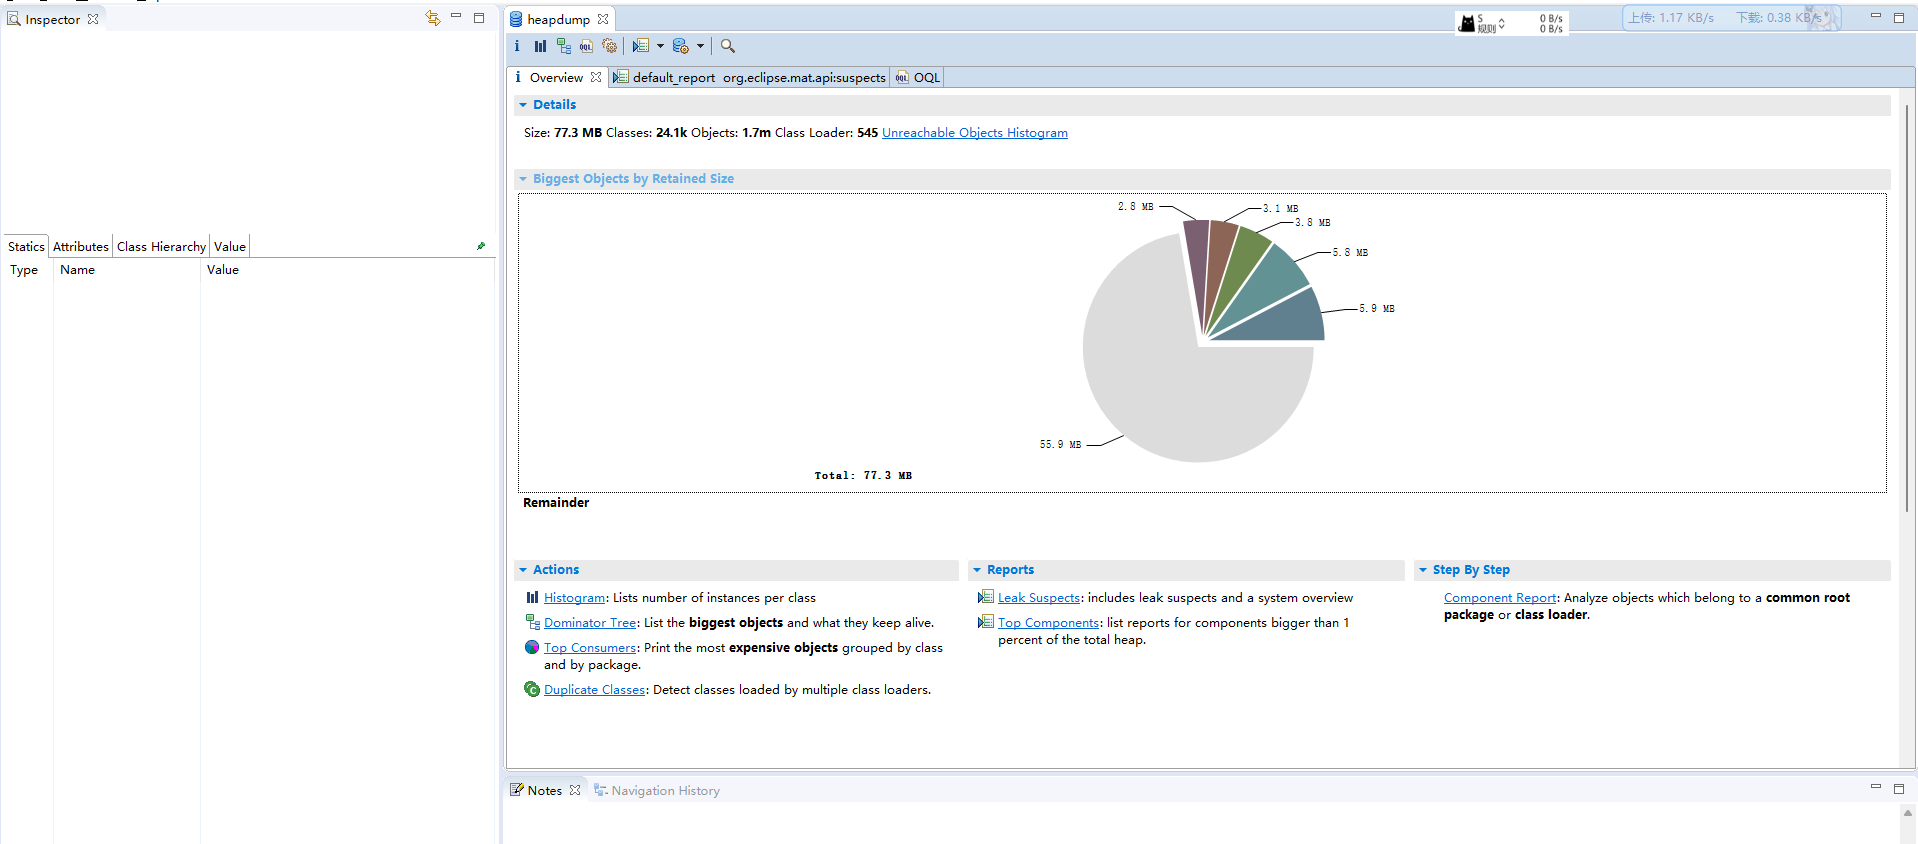 Inspector
heapdump
S
规则
0 B/s
0 B/s
上传: 1.17 KB/s 下载: 0.38 KB/s
Overview
default_report org.eclipse.mat.api:suspects
OQL
Details
Size: 77.3 MB Classes: 24.1k Objects: 1.7m Class Loader: 545 Unreachable Objects Histogram
Biggest Objects by Retained Size
2.8 MB
3.1 MB
3.8 MB
5.8 MB
5.9 MB
55.9 MB
Total: 77.3 MB
Remainder
Statics Attributes Class Hierarchy Value
Type Name Value
Actions
Histogram: Lists number of instances per class
Dominator Tree: List the biggest objects and what they keep alive.
Top Consumers: Print the most expensive objects grouped by class
and by package.
Duplicate Classes: Detect classes loaded by multiple class loaders.
Reports
Leak Suspects: includes leak suspects and a system overview
Top Components: list reports for components bigger than 1
percent of the total heap.
Step By Step
Component Report: Analyze objects which belong to a common root
package or class loader.
Notes
Navigation History